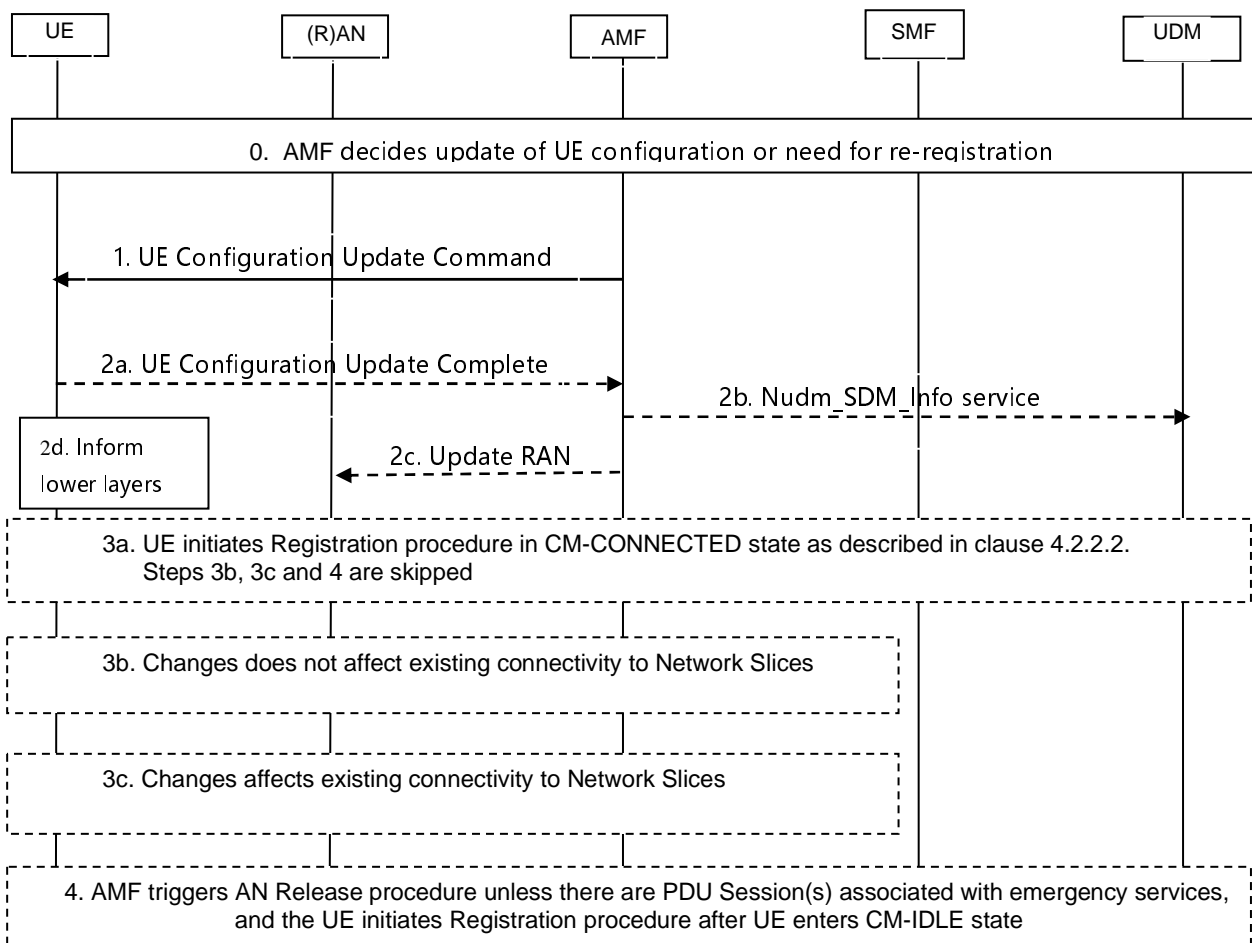 UE
(R)AN
AMF
SMF
UDM
0. AMF decides update of UE configuration or need for re-registration
1. UE Configuration Update Command
2a. UE Configuration Update Complete
2b. Nudm_SDM_Info service
2d. Inform
lower layers
2c. Update RAN
3a. UE initiates Registration procedure in CM-CONNECTED state as described in clause 4.2.2.2.
Steps 3b, 3c and 4 are skipped
3b. Changes does not affect existing connectivity to Network Slices
3c. Changes affects existing connectivity to Network Slices
4. AMF triggers AN Release procedure unless there are PDU Session(s) associated with emergency services,
and the UE initiates Registration procedure after UE enters CM-IDLE state